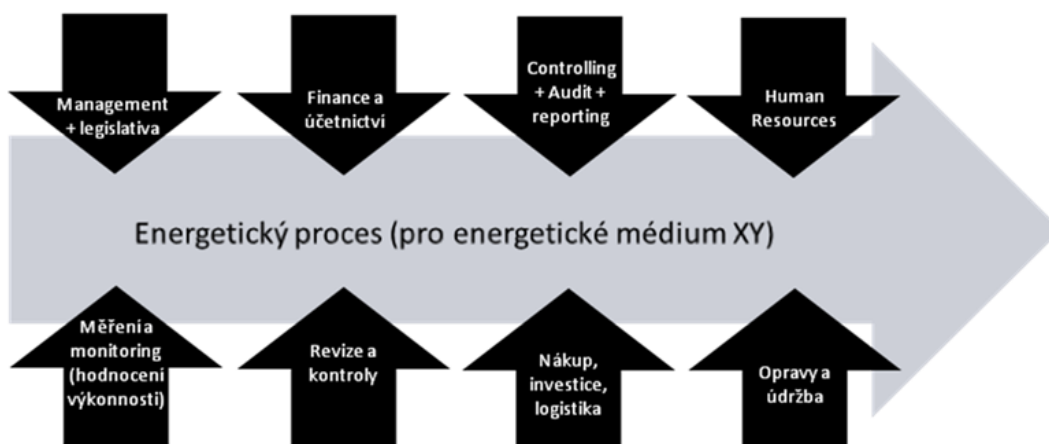 Management
+ legislativa
Finance a
účetnictví
Controlling
+ Audit +
reporting
Human
Resources
Energetický proces (pro energetické médium XY)
Měření a
monitoring
(hodnocení
výkonnosti)
Revize a
kontroly
Nákup,
investice,
logistika
Opravy a
údržba